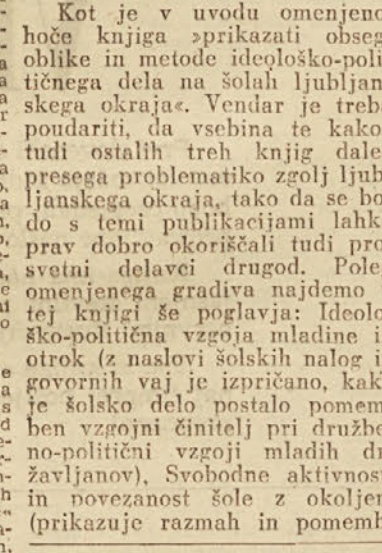 Kot je v uvodu omenjeno
hoče knjiga »prikazati obseg
oblike in metode ideološko-poli
tičnega dela na šolah ljubljan
skega okraja«. Vendar je treb
poudariti, da vsebina te kako
tudi ostalih treh knjig dale
presega problematiko zgolj ljub
ljanskega okraja, tako da se bo
do s temi publikacijami lahk
prav dobro okoriščali tudi pro
svetni delavci drugod. Pole
omenjenega gradiva najdemo
tej knjigi še poglavja: Ideolo
ško-politična vzgoja mladine i
otrok (z naslovi šolskih nalog i
govornih vaj je izpričano, kak
je šolsko delo postalo pomem
ben vzgojni činitelj pri družbe
no-politični vzgoji mladih dr
žavljanov), Svobodne aktivnos
in povezanost šole z okoljem
(prikazuje razmah in pomemb